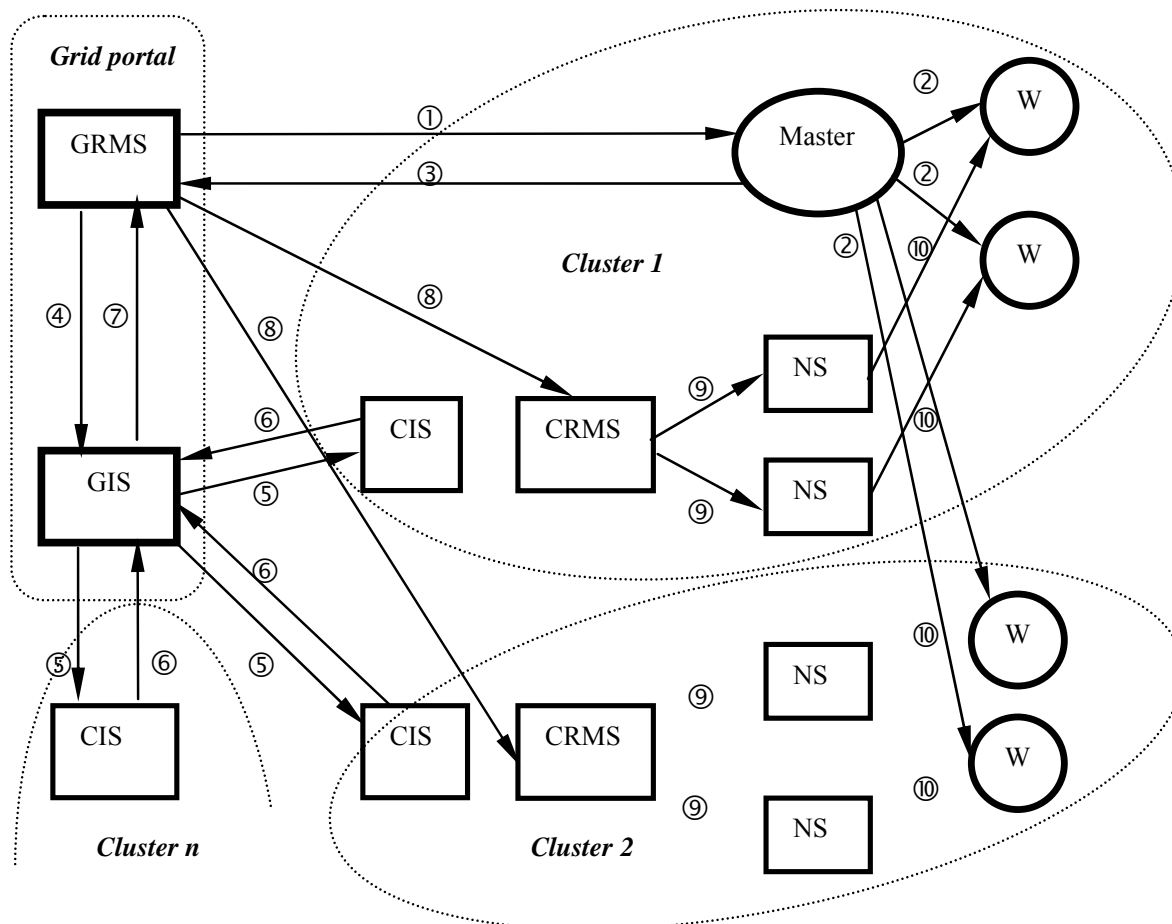 Grid portal
GRMS
①
Master
②
W
③
②
W
②
⑩
Cluster 1
④
⑦
⑧
⑧
NS
⑨
⑥
CIS
CRMS
⑩
GIS
⑤
NS
⑨
⑥
⑤
⑥
⑤
⑩
W
NS
⑨
CIS
CIS
CRMS
W
⑩
⑨
NS
Cluster n
Cluster 2